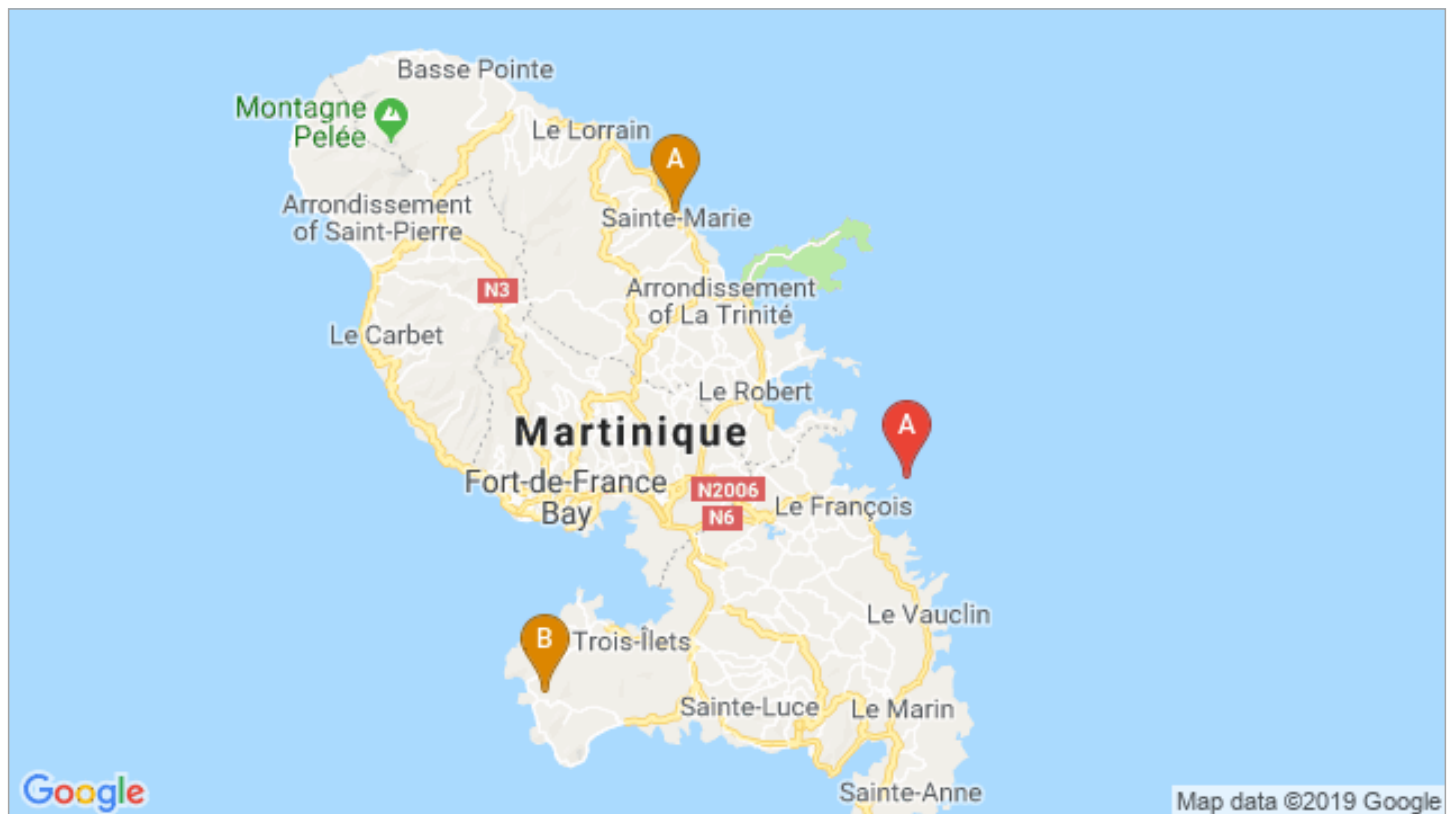 Basse Pointe
Montagne
Pelée
Le Lorrain
A
Arrondissement
of Saint-Pierre
Sainte-Marie
N3
Arrondissement
of La Trinité
Le Carbet
Le Robert
Martinique
A
Fort-de-France
Bay
N2006
N6
Le François
B
Trois-Îlets
Le Vauclin
Sainte-Luce
Le Marin
Sainte-Anne
Google
Map data ©2019 Google